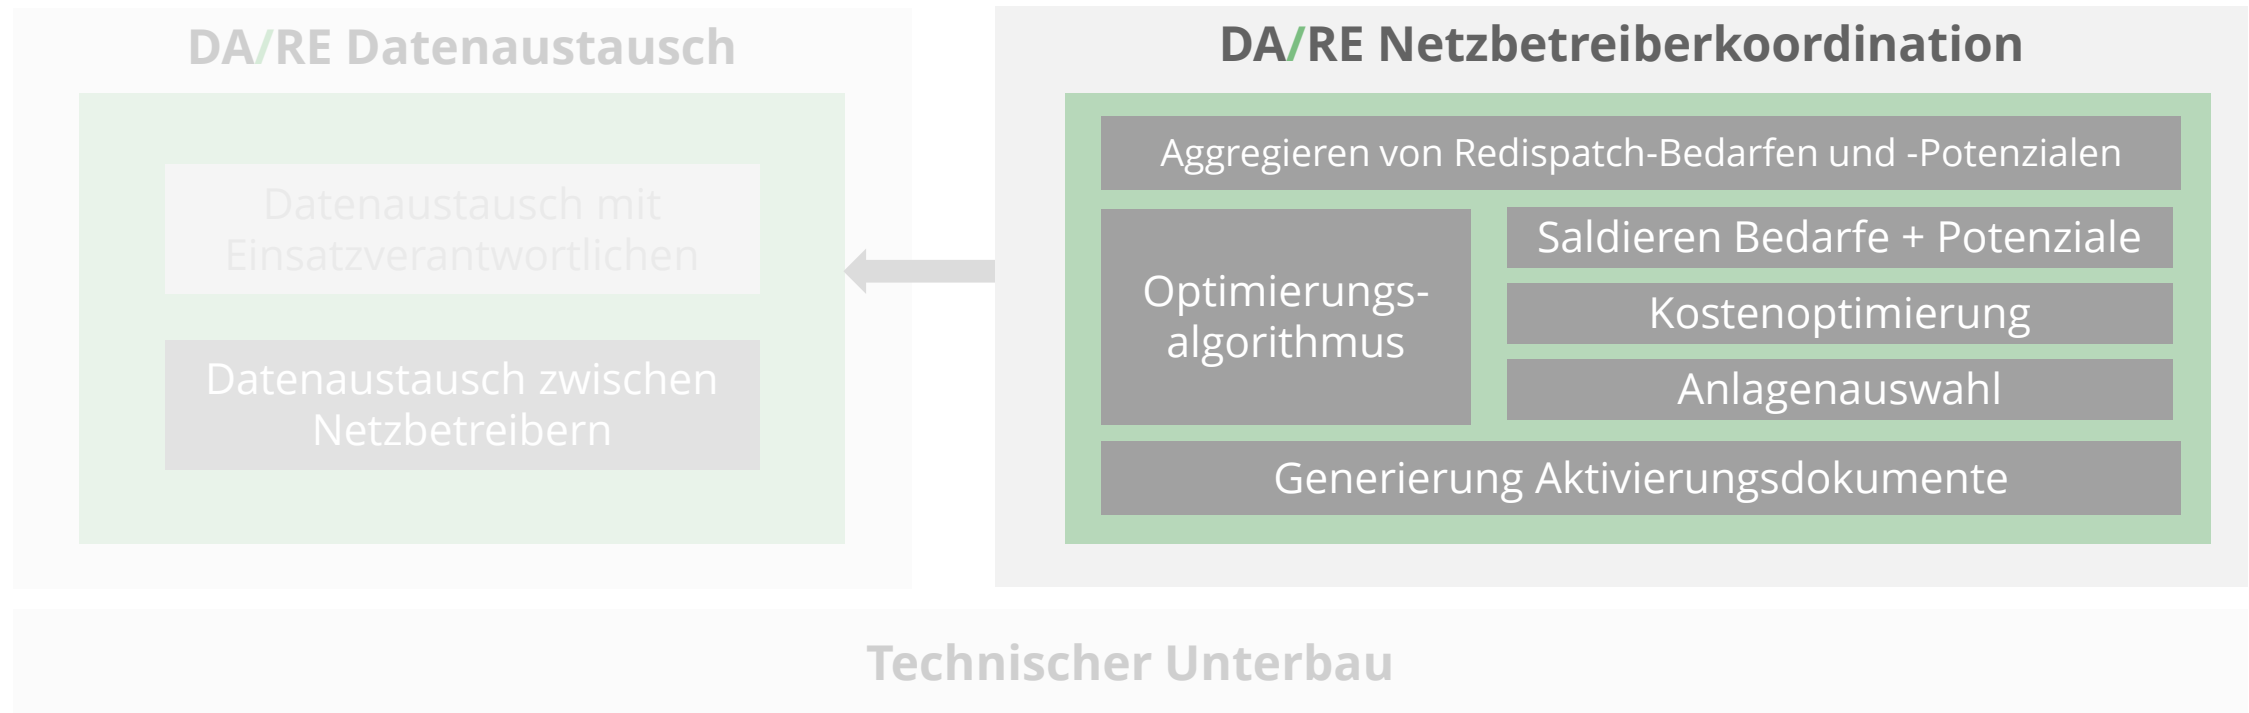 DA/RE Datenaustausch
Datenaustausch mit
Einsatzverantwortlichen
Datenaustausch zwischen
Netzbetreibern
DA/RE Netzbetreiberkoordination
Aggregieren von Redispatch-Bedarfen und -Potenzialen
Optimierungs-
algorithmus
Saldieren Bedarfe + Potenziale
Kostenoptimierung
Anlagenauswahl
Generierung Aktivierungsdokumente
Technischer Unterbau